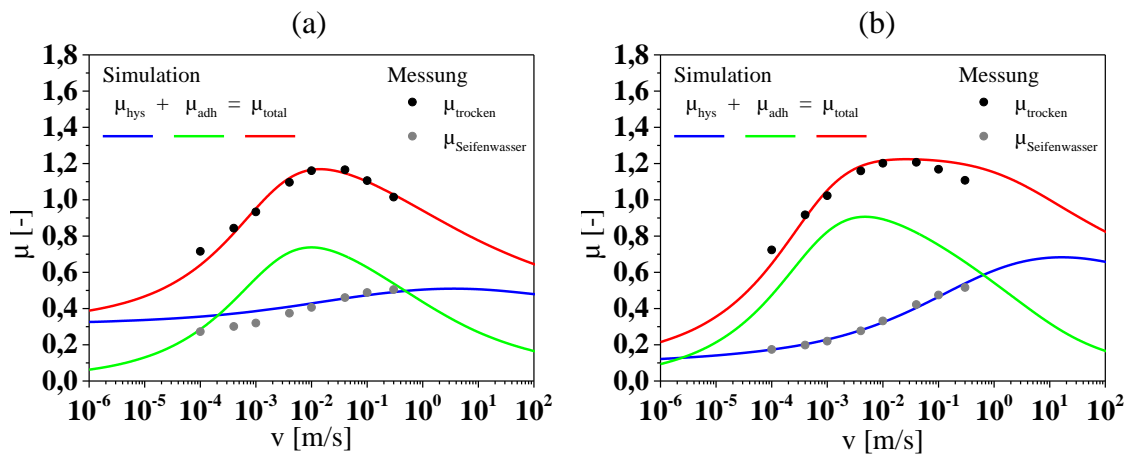 (a)
1,8
1,6
1,4
1,2
1,0
0,8
0,6
0,4
0,2
0,0
μ [-]
Simulation
μhys + μadh = μtotal
Messung
μtrocken
μSeifenwasser
10⁻⁶ 10⁻⁵ 10⁻⁴ 10⁻³ 10⁻² 10⁻¹ 10⁰ 10¹ 10²
v [m/s]
(b)
1,8
1,6
1,4
1,2
1,0
0,8
0,6
0,4
0,2
0,0
μ [-]
Simulation
μhys + μadh = μtotal
Messung
μtrocken
μSeifenwasser
10⁻⁶ 10⁻⁵ 10⁻⁴ 10⁻³ 10⁻² 10⁻¹ 10⁰ 10¹ 10²
v [m/s]